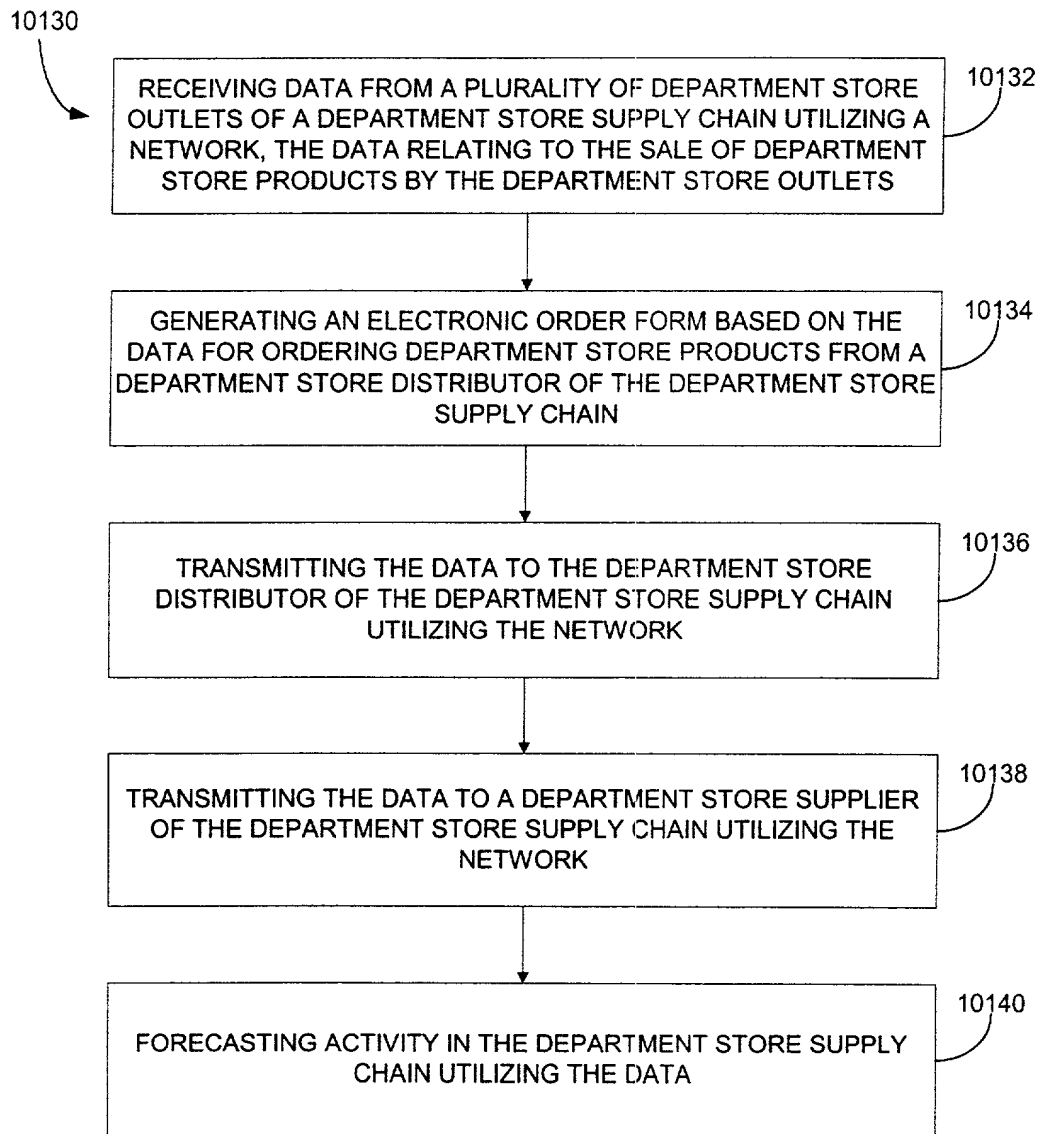 10130
10132
RECEIVING DATA FROM A PLURALITY OF DEPARTMENT STORE
OUTLETS OF A DEPARTMENT STORE SUPPLY CHAIN UTILIZING A
NETWORK, THE DATA RELATING TO THE SALE OF DEPARTMENT
STORE PRODUCTS BY THE DEPARTMENT STORE OUTLETS
10134
GENERATING AN ELECTRONIC ORDER FORM BASED ON THE
DATA FOR ORDERING DEPARTMENT STORE PRODUCTS FROM A
DEPARTMENT STORE DISTRIBUTOR OF THE DEPARTMENT STORE
SUPPLY CHAIN
10136
TRANSMITTING THE DATA TO THE DEPARTMENT STORE
DISTRIBUTOR OF THE DEPARTMENT STORE SUPPLY CHAIN
UTILIZING THE NETWORK
10138
TRANSMITTING THE DATA TO A DEPARTMENT STORE SUPPLIER
OF THE DEPARTMENT STORE SUPPLY CHAIN UTILIZING THE
NETWORK
10140
FORECASTING ACTIVITY IN THE DEPARTMENT STORE SUPPLY
CHAIN UTILIZING THE DATA